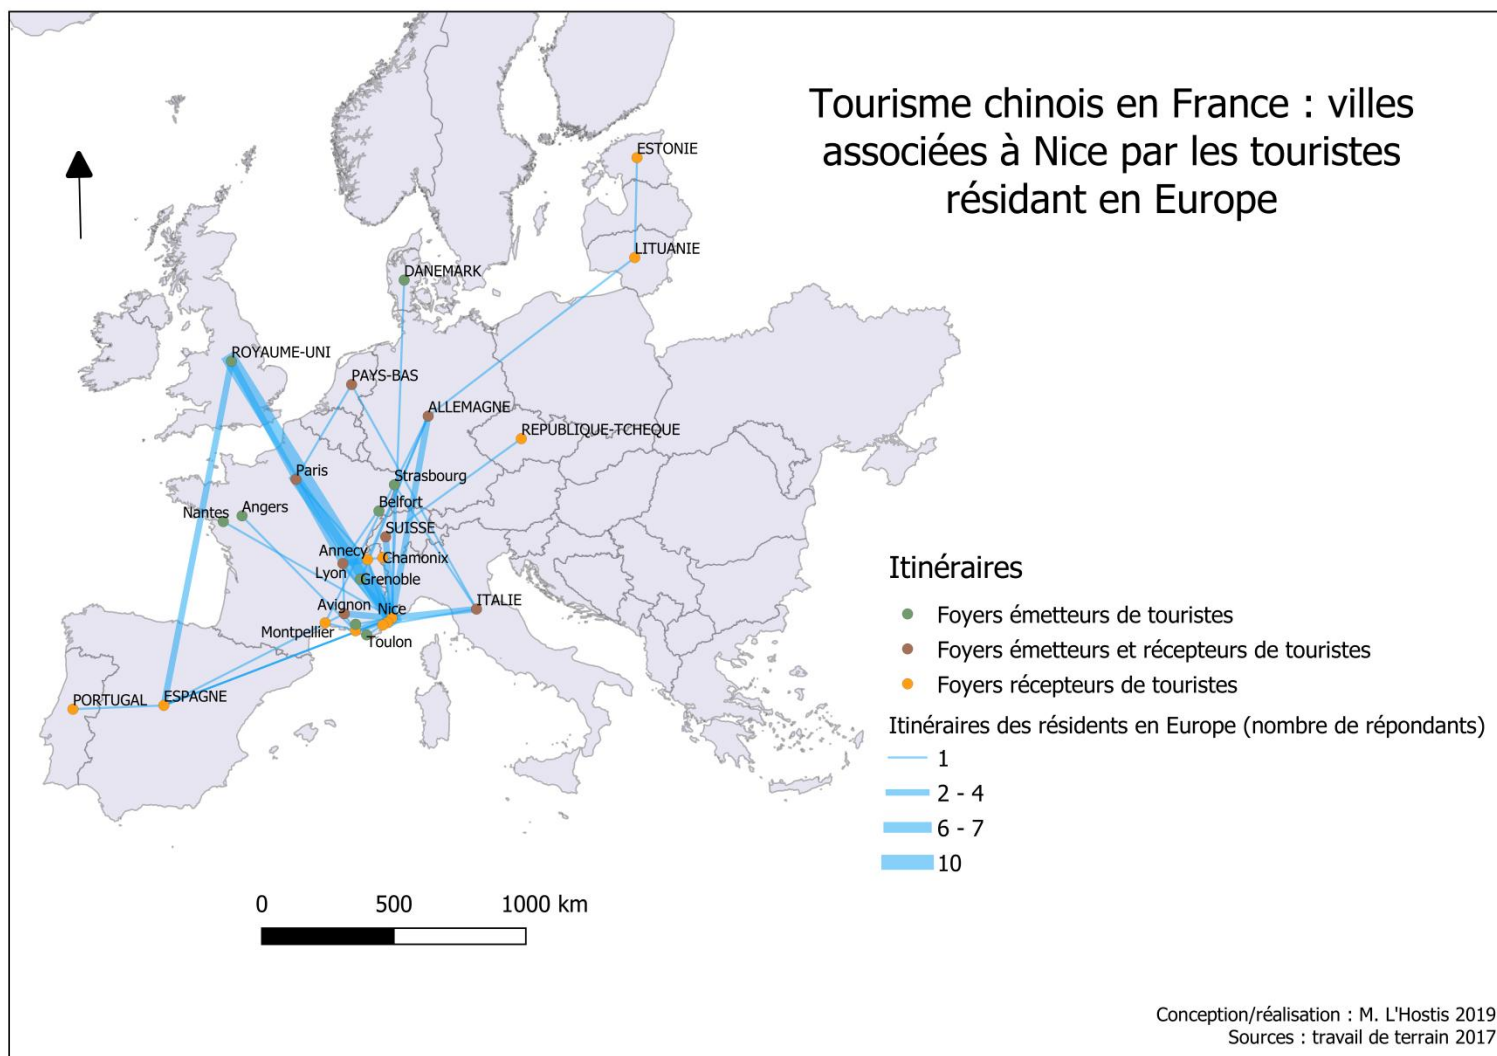 Tourisme chinois en France : villes
associées à Nice par les touristes
résidant en Europe
ESTONIE
LITUANIE
DANEMARK
ROYAUME-UNI
PAYS-BAS
ALLEMAGNE
REPUBLIQUE-TCHEQUE
Paris
Strasbourg
Belfort
Nantes
Angers
SUISSE
Annecy
Chamonix
Lyon
Grenoble
Avignon
Nice
ITALIE
Montpellier
Toulon
PORTUGAL
ESPAGNE
Itinéraires
Foyers émetteurs de touristes
Foyers émetteurs et récepteurs de touristes
Foyers récepteurs de touristes
Itinéraires des résidents en Europe (nombre de répondants)
1
2 - 4
6 - 7
10
0 500 1000 km
Conception/réalisation : M. L'Hostis 2019
Sources : travail de terrain 2017